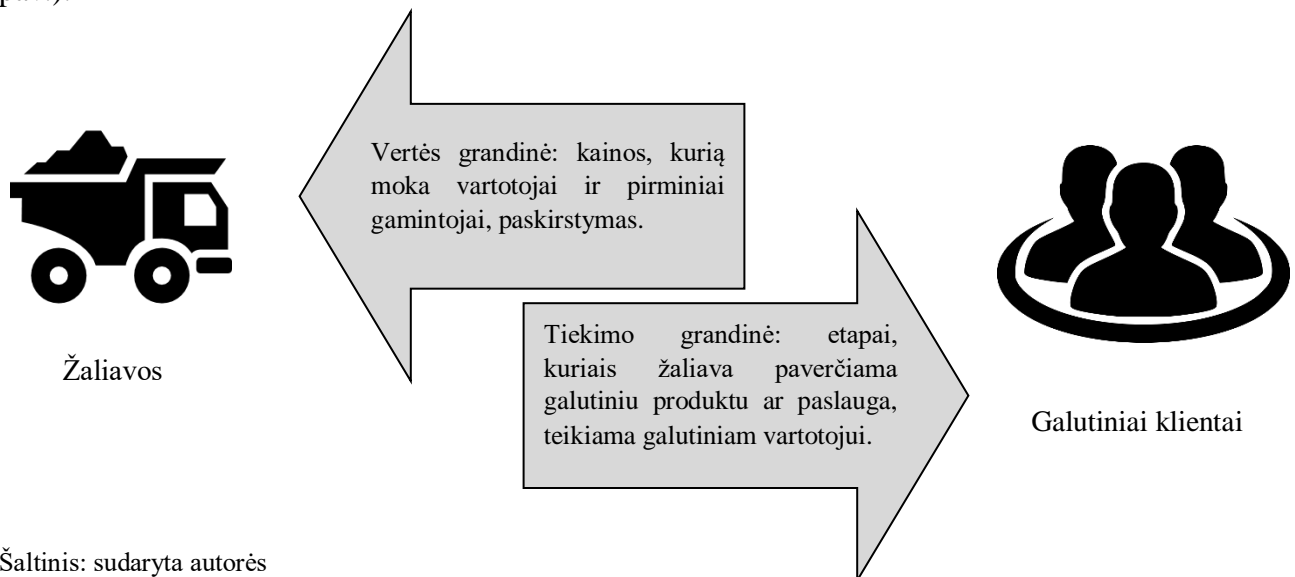 Vertės grandinė: kainos, kurią
moka vartotojai ir pirminiai
gamintojai, paskirstymas.
Žaliavos
Tiekimo grandinė: etapai,
kuriais žaliava paverčiama
galutiniu produktu ar paslauga,
teikiama galutiniam vartotojui.
Galutiniai klientai
Šaltinis: sudaryta autorės